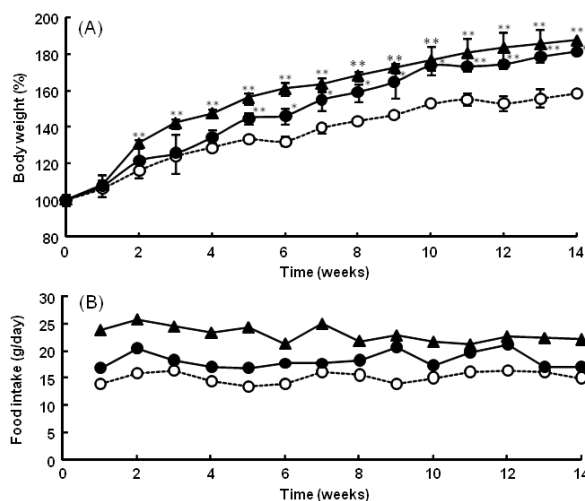 (A)
Body weight (%)
200
180
160
140
120
100
80
** ** ** ** ** ** ** ** ** ** ** ** **
** * * * * * ** ** ** **
0 2 4 6 8 10 12 14
Time (weeks)
(B)
Food intake (g/day)
30
25
20
15
10
5
0
0 2 4 6 8 10 12 14
Time (weeks)